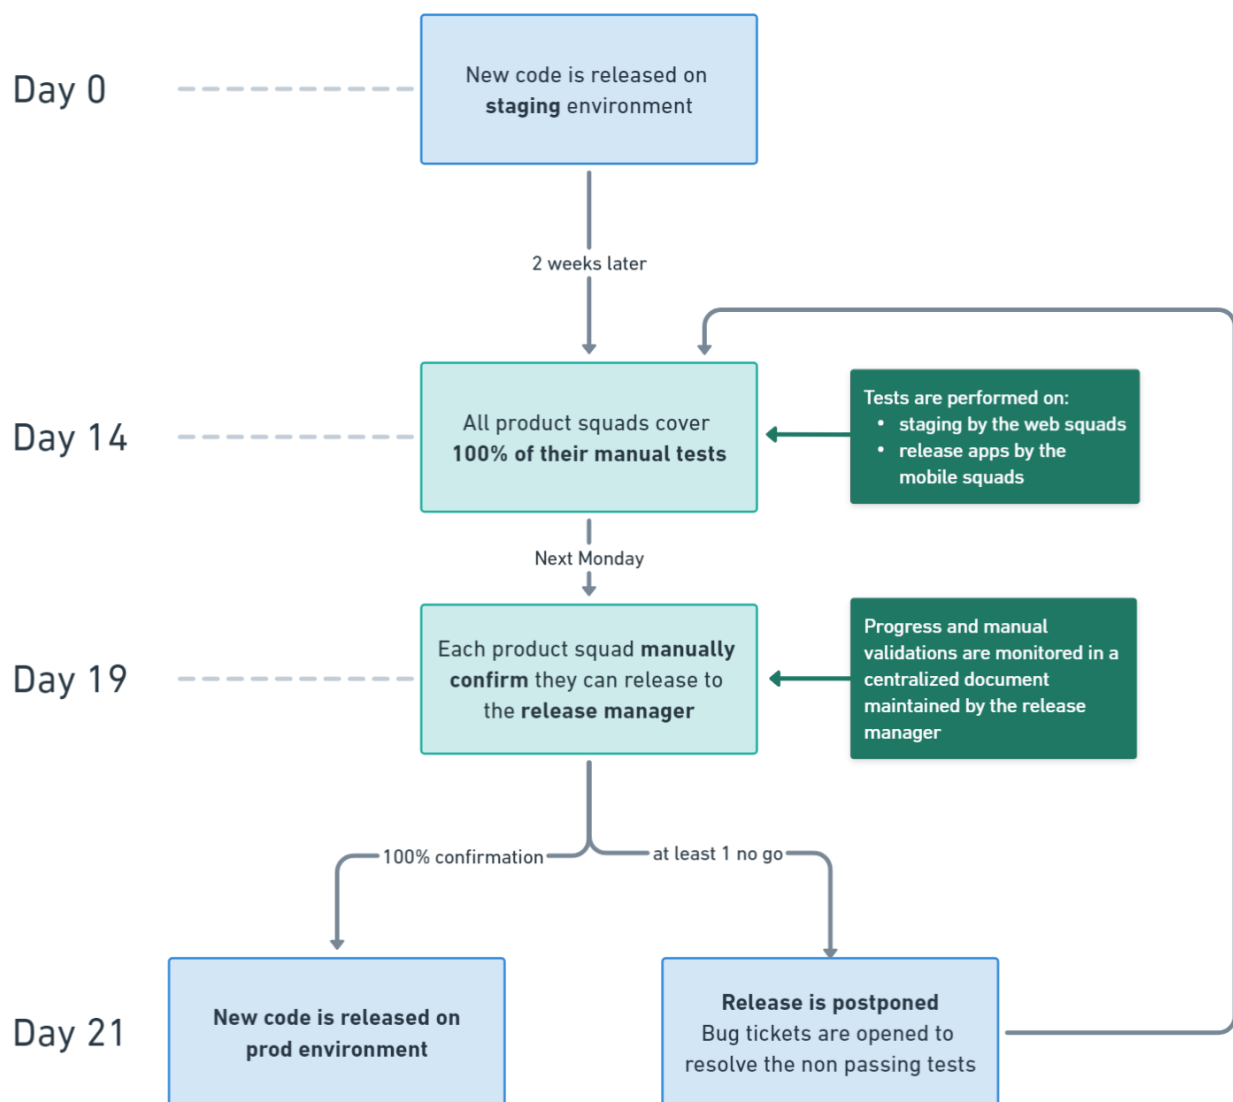 Day 0
New code is released on
staging environment
2 weeks later
Day 14
All product squads cover
100% of their manual tests
Tests are performed on:
• staging by the web squads
• release apps by the
mobile squads
Next Monday
Day 19
Each product squad manually
confirm they can release to
the release manager
Progress and manual
validations are monitored in a
centralized document
maintained by the release
manager
100% confirmation
at least 1 no go
Day 21
New code is released on
prod environment
Release is postponed
Bug tickets are opened to
resolve the non passing tests